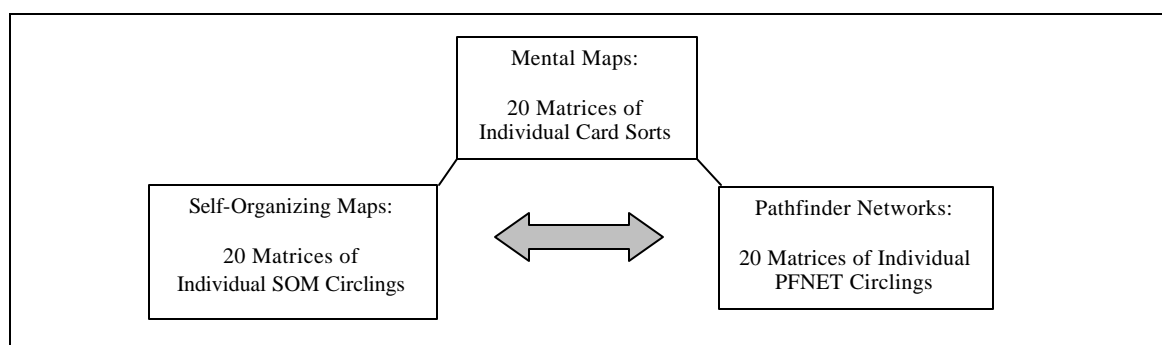 Mental Maps:
20 Matrices of
Individual Card Sorts
Self-Organizing Maps:
20 Matrices of
Individual SOM Circlings
Pathfinder Networks:
20 Matrices of Individual
PFNET Circlings